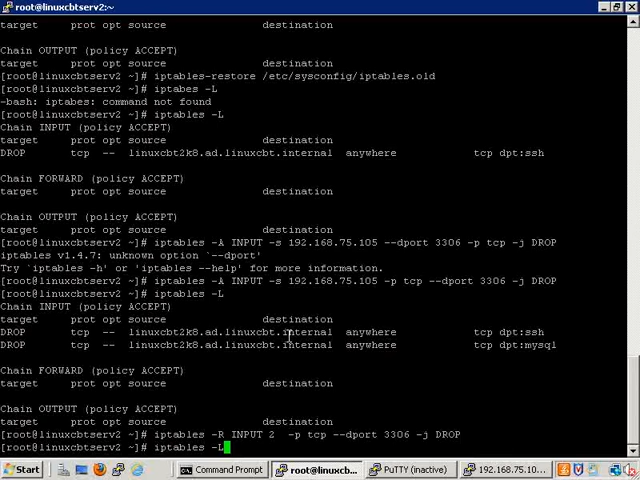 root@linuxcbtserv2:~
target prot opt source destination
Chain OUTPUT (policy ACCEPT)
target prot opt source destination
[root@linuxcbtserv2 ~]# iptables-restore /etc/sysconfig/iptables.old
[root@linuxcbtserv2 ~]# iptabes -L
-bash: iptabes: command not found
[root@linuxcbtserv2 ~]# iptables -L
Chain INPUT (policy ACCEPT)
target prot opt source destination
DROP tcp -- linuxcbt2k8.ad.linuxcbt.internal anywhere tcp dpt:ssh
Chain FORWARD (policy ACCEPT)
target prot opt source destination
Chain OUTPUT (policy ACCEPT)
target prot opt source destination
[root@linuxcbtserv2 ~]# iptables -A INPUT -s 192.168.75.105 --dport 3306 -p tcp -j DROP
iptables v1.4.7: unknown option `--dport'
Try `iptables -h' or 'iptables --help' for more information.
[root@linuxcbtserv2 ~]# iptables -A INPUT -s 192.168.75.105 -p tcp --dport 3306 -j DROP
[root@linuxcbtserv2 ~]# iptables -L
Chain INPUT (policy ACCEPT)
target prot opt source destination
DROP tcp -- linuxcbt2k8.ad.linuxcbt.internal anywhere tcp dpt:ssh
DROP tcp -- linuxcbt2k8.ad.linuxcbt.internal anywhere tcp dpt:mysql
Chain FORWARD (policy ACCEPT)
target prot opt source destination
Chain OUTPUT (policy ACCEPT)
target prot opt source destination
[root@linuxcbtserv2 ~]# iptables -R INPUT 2 -p tcp --dport 3306 -j DROP
[root@linuxcbtserv2 ~]# iptables -L
Start Command Prompt root@linuxcb... PuTTY (inactive) 192.168.75.10...